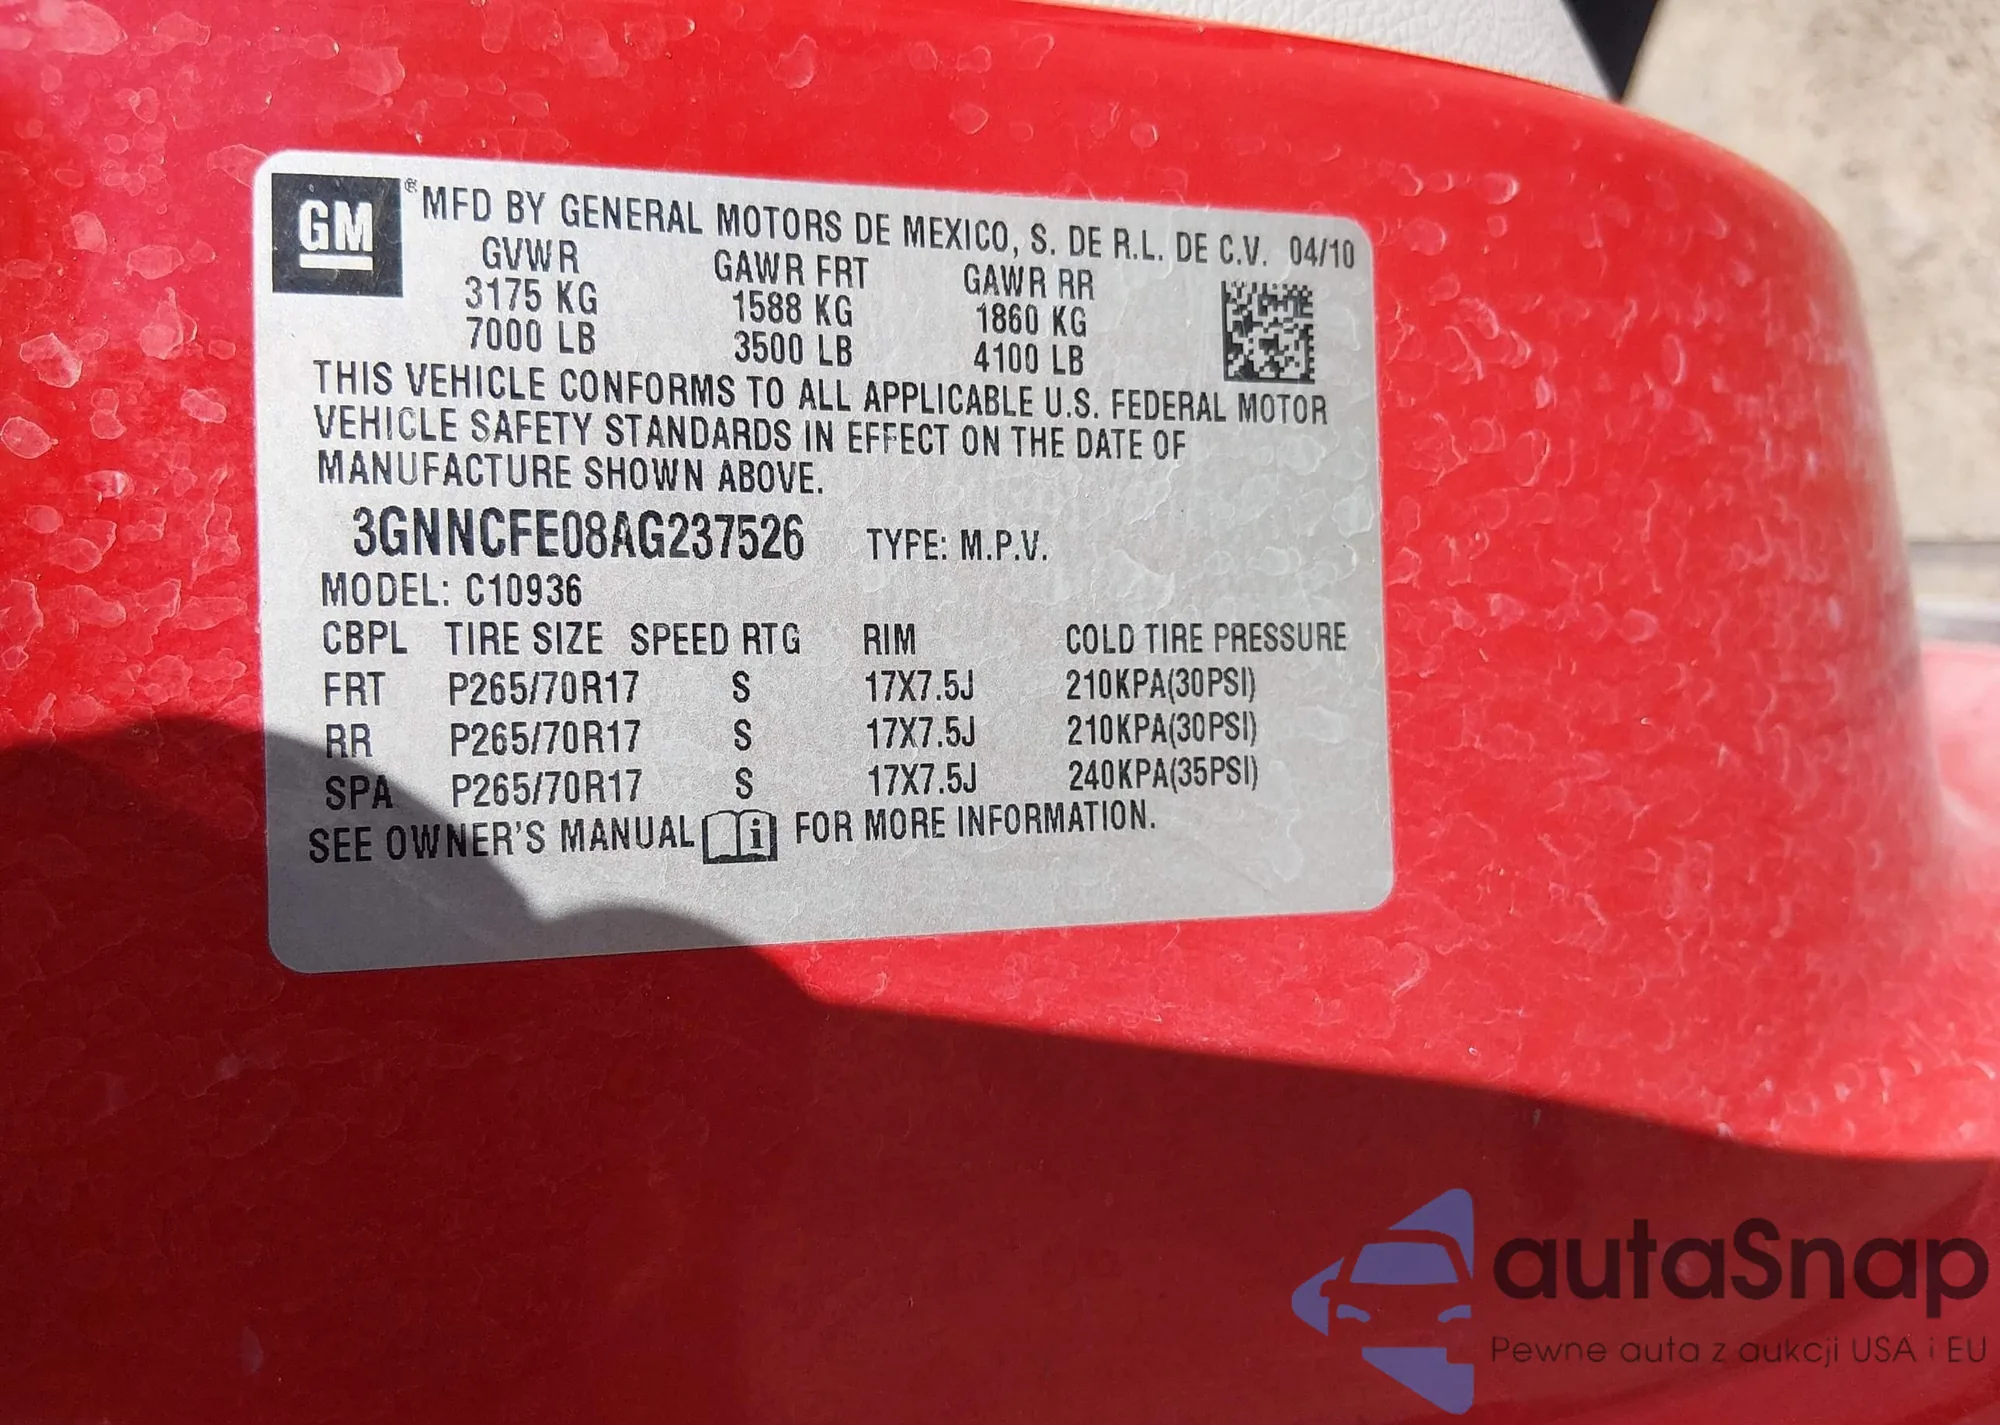 GM ® MFD BY GENERAL MOTORS DE MEXICO, S. DE R.L. DE C.V. 04/10
GVWR GAWR FRT GAWR RR
3175 KG 1588 KG 1860 KG
7000 LB 3500 LB 4100 LB
THIS VEHICLE CONFORMS TO ALL APPLICABLE U.S. FEDERAL MOTOR
VEHICLE SAFETY STANDARDS IN EFFECT ON THE DATE OF
MANUFACTURE SHOWN ABOVE.
3GNNCFE08AG237526 TYPE: M.P.V.
MODEL: C10936
CBPL TIRE SIZE SPEED RTG RIM COLD TIRE PRESSURE
FRT P265/70R17 S 17X7.5J 210KPA(30PSI)
RR P265/70R17 S 17X7.5J 210KPA(30PSI)
SPA P265/70R17 S 17X7.5J 240KPA(35PSI)
SEE OWNER'S MANUAL i FOR MORE INFORMATION.
autaSnap
Pewne auta z aukcji USA i EU